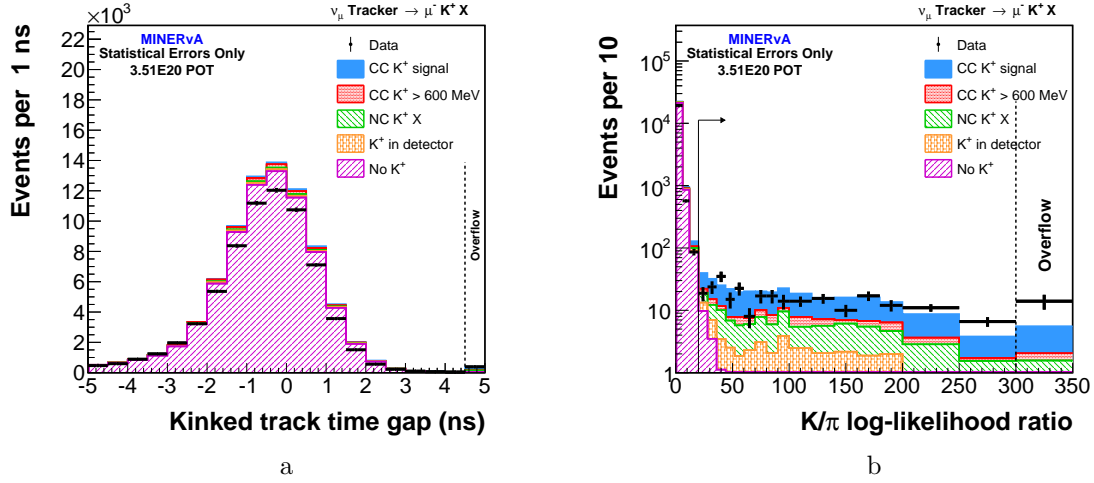 ×10³
ν_μ Tracker → μ⁻ K⁺ X
22
20
18
16
14
12
10
8
6
4
2
0
Events per 1 ns
MINERvA
Statistical Errors Only
3.51E20 POT
Data
CC K⁺ signal
CC K⁺ > 600 MeV
NC K⁺ X
K⁺ in detector
No K⁺
Overflow
-5 -4 -3 -2 -1 0 1 2 3 4 5
Kinked track time gap (ns)
a
ν_μ Tracker → μ⁻ K⁺ X
10⁵
10⁴
10³
10²
10
1
Events per 10
MINERvA
Statistical Errors Only
3.51E20 POT
Data
CC K⁺ signal
CC K⁺ > 600 MeV
NC K⁺ X
K⁺ in detector
No K⁺
Overflow
0 50 100 150 200 250 300 350
K/π log-likelihood ratio
b